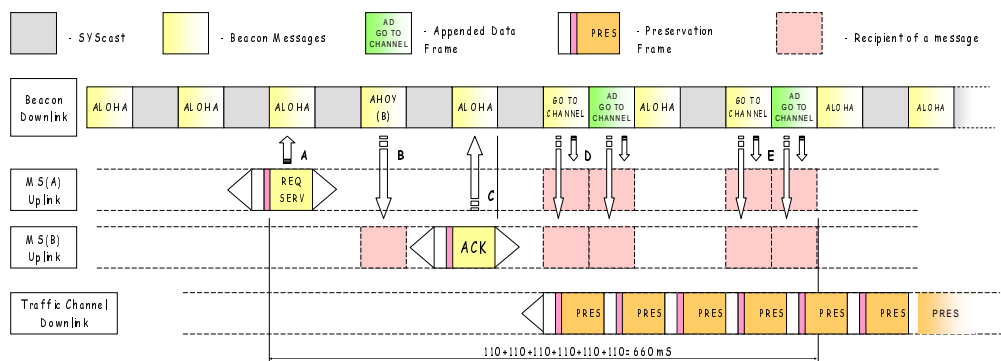 - SYScast
- Beacon Messages
AD
GO TO
CHANNEL
- Appended Data
Frame
PRES
- Preservation
Frame
- Recipient of a message
Beacon
Downlink
ALOHA
ALOHA
ALOHA
AHOY
(B)
ALOHA
GO TO
CHANNEL
AD
GO TO
CHANNEL
ALOHA
GO TO
CHANNEL
AD
GO TO
CHANNEL
ALOHA
ALOHA
A
B
C
D
E
MS(A)
Uplink
REQ
SERV
MS(B)
Uplink
ACK
Traffic Channel
Downlink
PRES
PRES
PRES
PRES
PRES
PRES
PRES
110+110+110+110+110+110=660mS